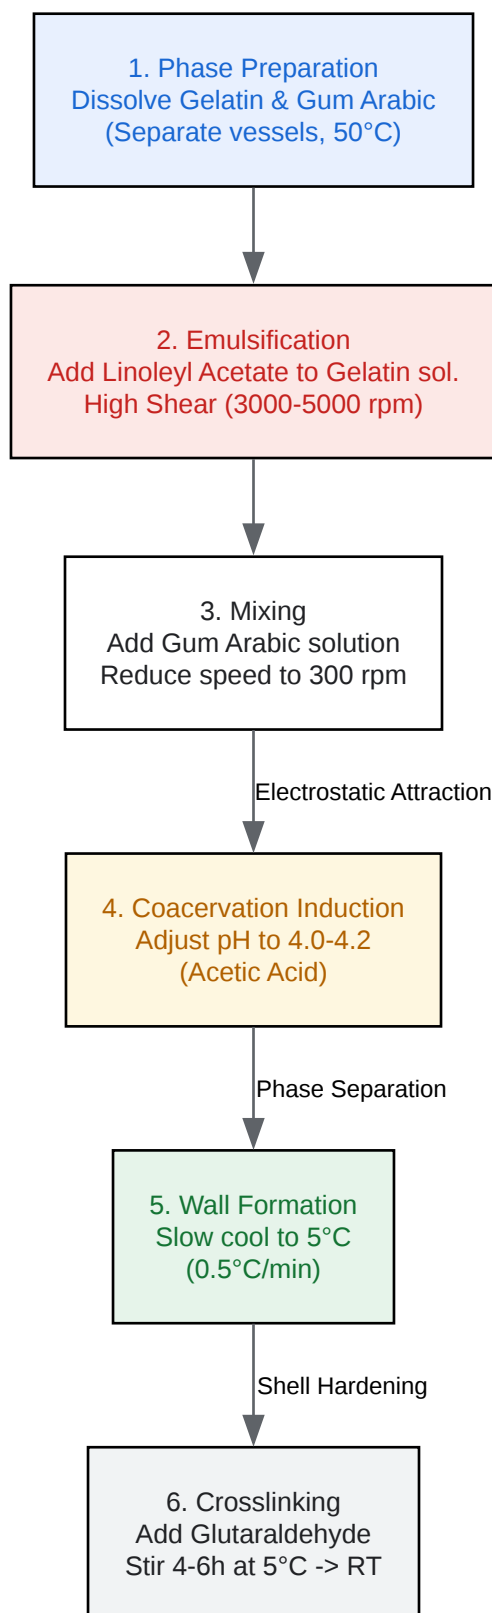 1. Phase Preparation
Dissolve Gelatin & Gum Arabic
(Separate vessels, 50°C)
2. Emulsification
Add Linoleyl Acetate to Gelatin sol.
High Shear (3000-5000 rpm)
3. Mixing
Add Gum Arabic solution
Reduce speed to 300 rpm
Electrostatic Attraction
4. Coacervation Induction
Adjust pH to 4.0-4.2
(Acetic Acid)
Phase Separation
5. Wall Formation
Slow cool to 5°C
(0.5°C/min)
Shell Hardening
6. Crosslinking
Add Glutaraldehyde
Stir 4-6h at 5°C -> RT